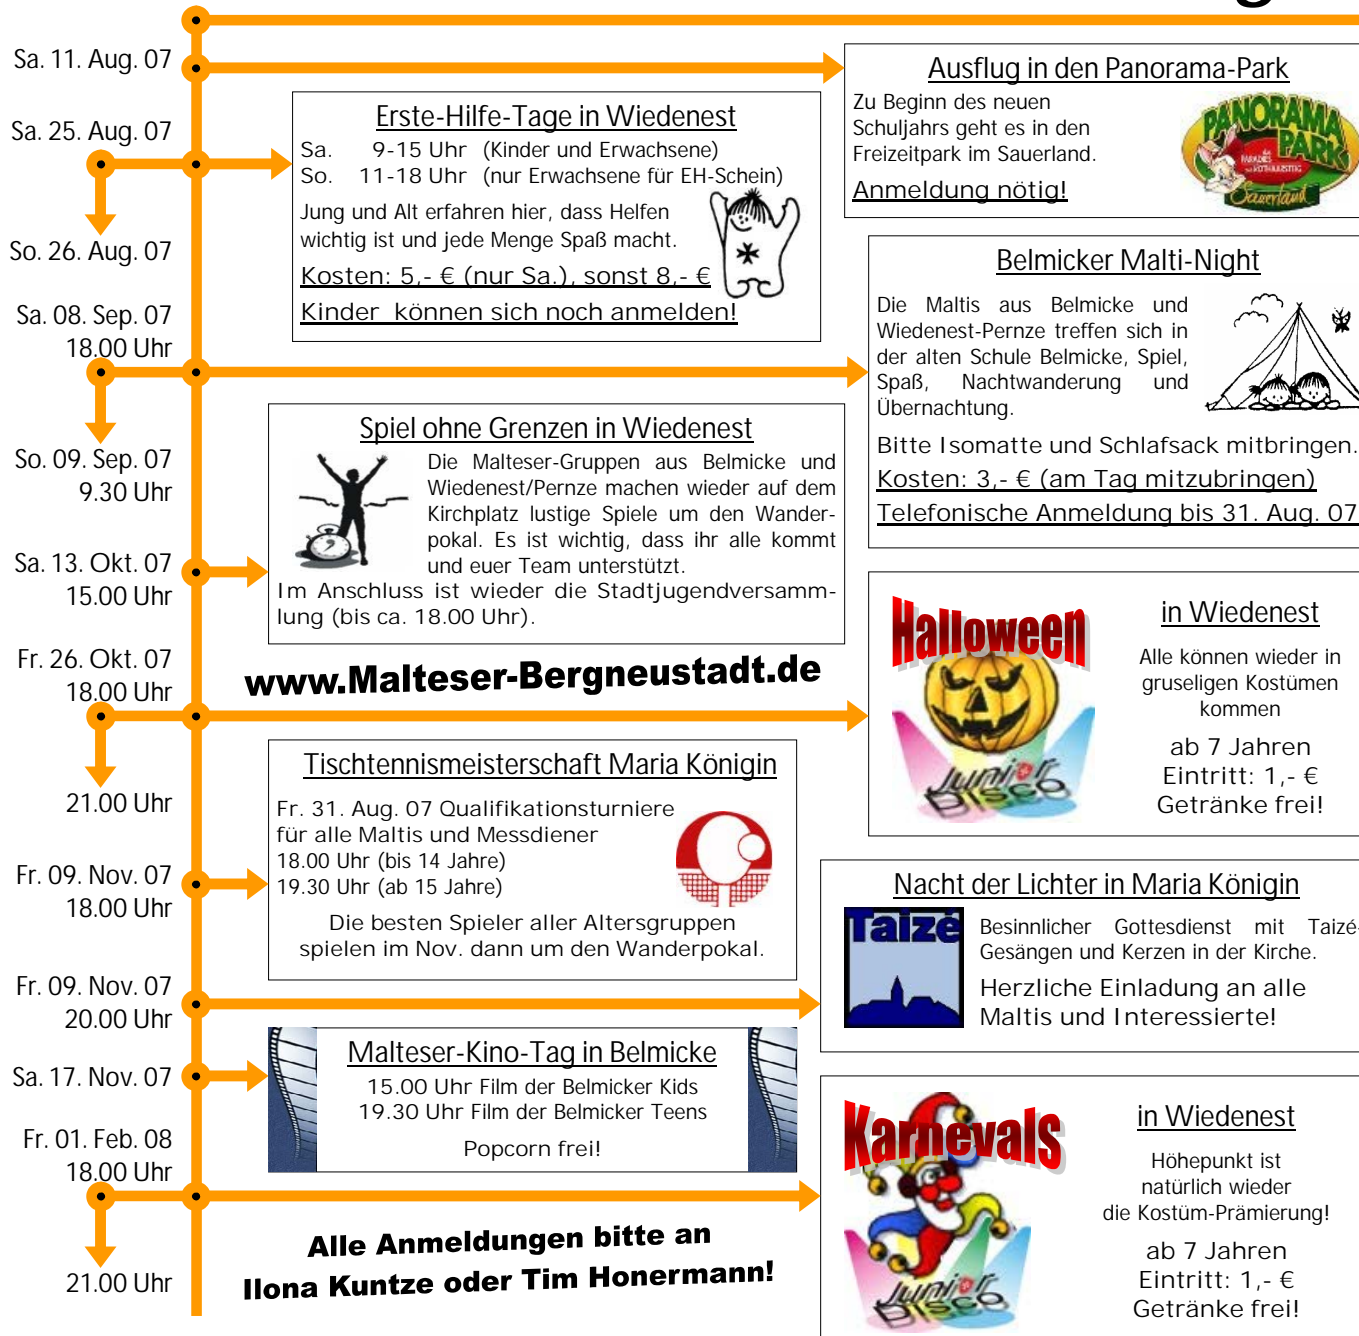 Sa. 11. Aug. 07
Ausflug in den Panorama-Park
Zu Beginn des neuen
Schuljahrs geht es in den
Freizeitpark im Sauerland.
Anmeldung nötig!
PANORAMA
PARK
Sauerland
Sa. 25. Aug. 07
So. 26. Aug. 07
Erste-Hilfe-Tage in Wiedenest
Sa. 9-15 Uhr (Kinder und Erwachsene)
So. 11-18 Uhr (nur Erwachsene für EH-Schein)
Jung und Alt erfahren hier, dass Helfen
wichtig ist und jede Menge Spaß macht.
Kosten: 5,- € (nur Sa.), sonst 8,- €
Kinder können sich noch anmelden!
Sa. 08. Sep. 07
18.00 Uhr
So. 09. Sep. 07
9.30 Uhr
Belmicker Malti-Night
Die Maltis aus Belmicke und
Wiedenest-Pernze treffen sich in
der alten Schule Belmicke, Spiel,
Spaß, Nachtwanderung und
Übernachtung.
Bitte Isomatte und Schlafsack mitbringen.
Kosten: 3,- € (am Tag mitzubringen)
Telefonische Anmeldung bis 31. Aug. 07
Sa. 13. Okt. 07
15.00 Uhr
Spiel ohne Grenzen in Wiedenest
Die Malteser-Gruppen aus Belmicke und
Wiedenest/Pernze machen wieder auf dem
Kirchplatz lustige Spiele um den Wander-
pokal. Es ist wichtig, dass ihr alle kommt
und euer Team unterstützt.
Im Anschluss ist wieder die Stadtjugendversamm-
lung (bis ca. 18.00 Uhr).
www.Malteser-Bergneustadt.de
Fr. 26. Okt. 07
18.00 Uhr
21.00 Uhr
Halloween
Junior
Disco
in Wiedenest
Alle können wieder in
gruseligen Kostümen
kommen
ab 7 Jahren
Eintritt: 1,- €
Getränke frei!
Fr. 09. Nov. 07
18.00 Uhr
Tischtennismeisterschaft Maria Königin
Fr. 31. Aug. 07 Qualifikationsturniere
für alle Maltis und Messdiener
18.00 Uhr (bis 14 Jahre)
19.30 Uhr (ab 15 Jahre)
Die besten Spieler aller Altersgruppen
spielen im Nov. dann um den Wanderpokal.
Fr. 09. Nov. 07
20.00 Uhr
Nacht der Lichter in Maria Königin
Taizé
Besinnlicher Gottesdienst mit Taizé-
Gesängen und Kerzen in der Kirche.
Herzliche Einladung an alle
Maltis und Interessierte!
Sa. 17. Nov. 07
Malteser-Kino-Tag in Belmicke
15.00 Uhr Film der Belmicker Kids
19.30 Uhr Film der Belmicker Teens
Popcorn frei!
Fr. 01. Feb. 08
18.00 Uhr
21.00 Uhr
Karnevals
Junior
Disco
in Wiedenest
Höhepunkt ist
natürlich wieder
die Kostüm-Prämierung!
ab 7 Jahren
Eintritt: 1,- €
Getränke frei!
Alle Anmeldungen bitte an
Ilona Kuntze oder Tim Honermann!